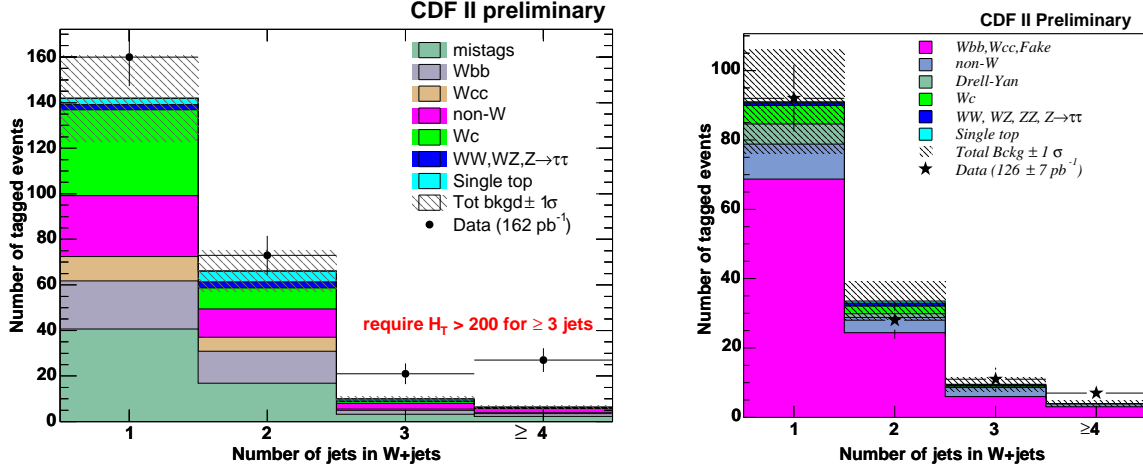 CDF II preliminary
Number of tagged events
160
140
120
100
80
60
40
20
0
mistags
Wbb
Wcc
non-W
Wc
WW,WZ,Z→ττ
Single top
Tot bkgd± 1σ
Data (162 pb⁻¹)
require H_T > 200 for ≥ 3 jets
1 2 3 ≥ 4
Number of jets in W+jets
CDF II Preliminary
Number of tagged events
100
80
60
40
20
0
Wbb,Wcc,Fake
non-W
Drell-Yan
Wc
WW, WZ, ZZ, Z→ττ
Single top
Total Bckg ± 1 σ
Data (126 ± 7 pb⁻¹)
1 2 3 ≥4
Number of jets in W+jets